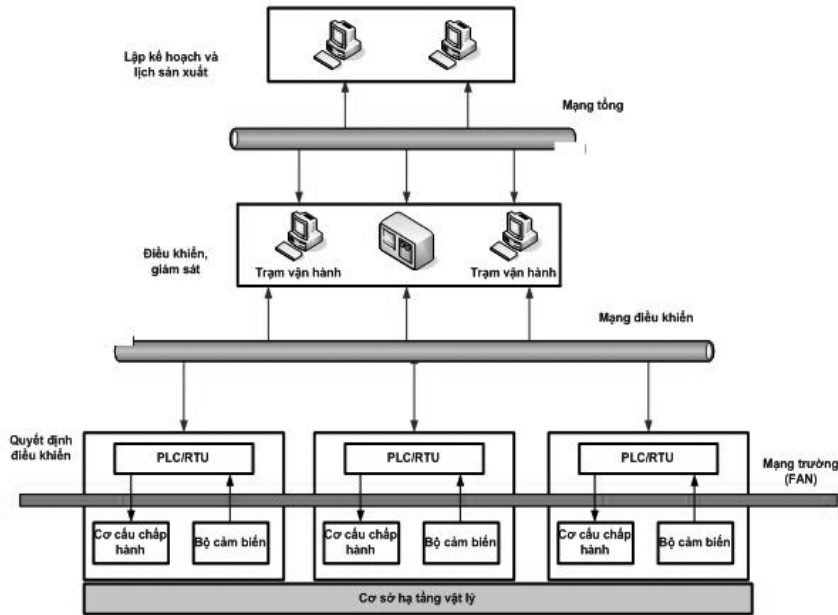 Lập kế hoạch và
lịch sản xuất
Mạng tổng
Điều khiển,
giám sát
Trạm vận hành
Trạm vận hành
Mạng điều khiển
Quyết định
điều khiển
PLC/RTU
PLC/RTU
PLC/RTU
Mạng trường
(FAN)
Cơ cấu chấp
hành
Bộ cảm biến
Cơ cấu chấp
hành
Bộ cảm biến
Cơ cấu chấp
hành
Bộ cảm biến
Cơ sở hạ tầng vật lý